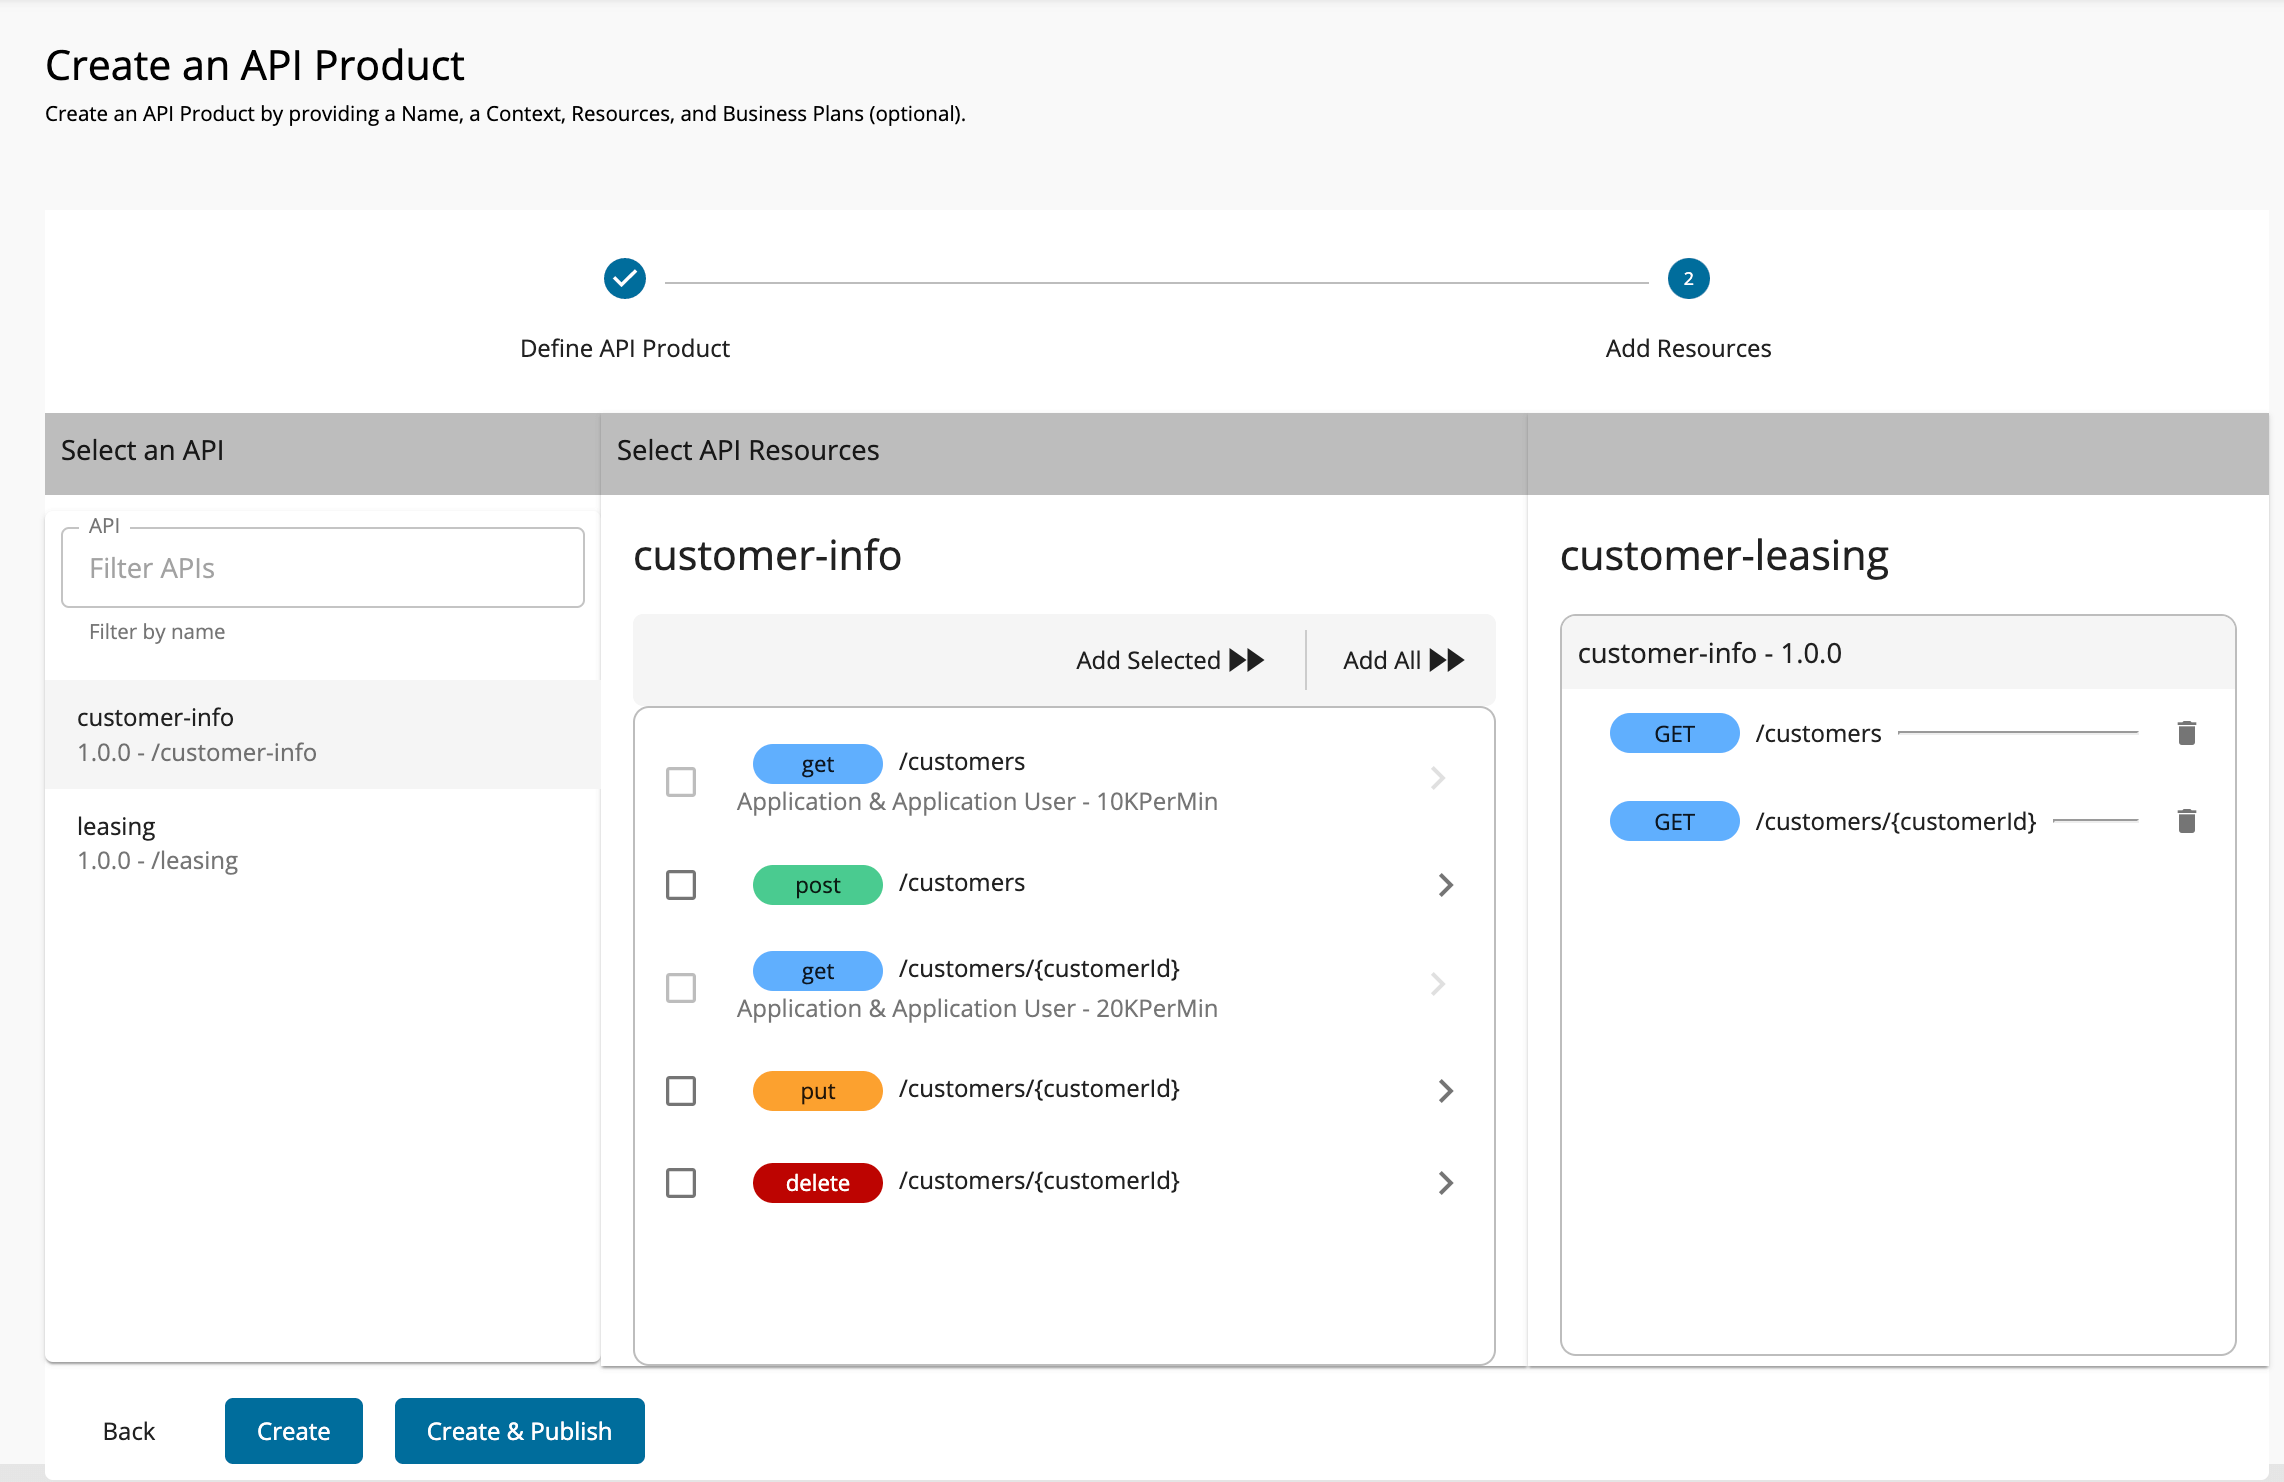 Create an API Product
Create an API Product by providing a Name, a Context, Resources, and Business Plans (optional).
2
Define API Product
Add Resources
Select an API
Select API Resources
API
Filter APIs
Filter by name
customer-info
1.0.0 - /customer-info
leasing
1.0.0 - /leasing
customer-info
Add Selected
Add All
get /customers
Application & Application User - 10KPerMin
post /customers
get /customers/{customerId}
Application & Application User - 20KPerMin
put /customers/{customerId}
delete /customers/{customerId}
customer-leasing
customer-info - 1.0.0
GET /customers
GET /customers/{customerId}
Back
Create
Create & Publish